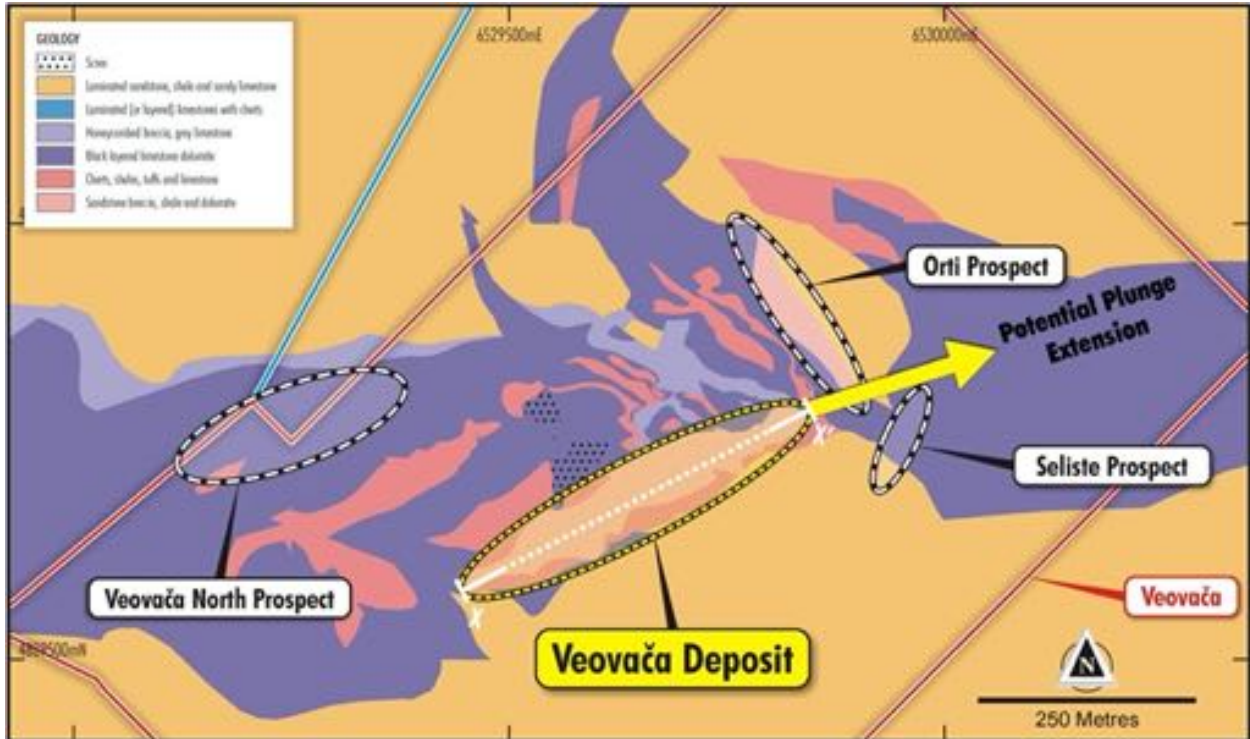 GEOLOGY
Scree
Laminated sandstone, shale and sandy limestone
Laminated (or layered) limestones with cherts
Honeycombed breccia, grey limestone
Black layered limestone dolomite
Cherts, shales, tuffs and limestone
Sandstone breccia, shale and dolomite
6529500mE
6530000mE
Orti Prospect
Potential Plunge
Extension
X'
Seliste Prospect
Veovača North Prospect
X
Veovača
Veovača Deposit
N
250 Metres